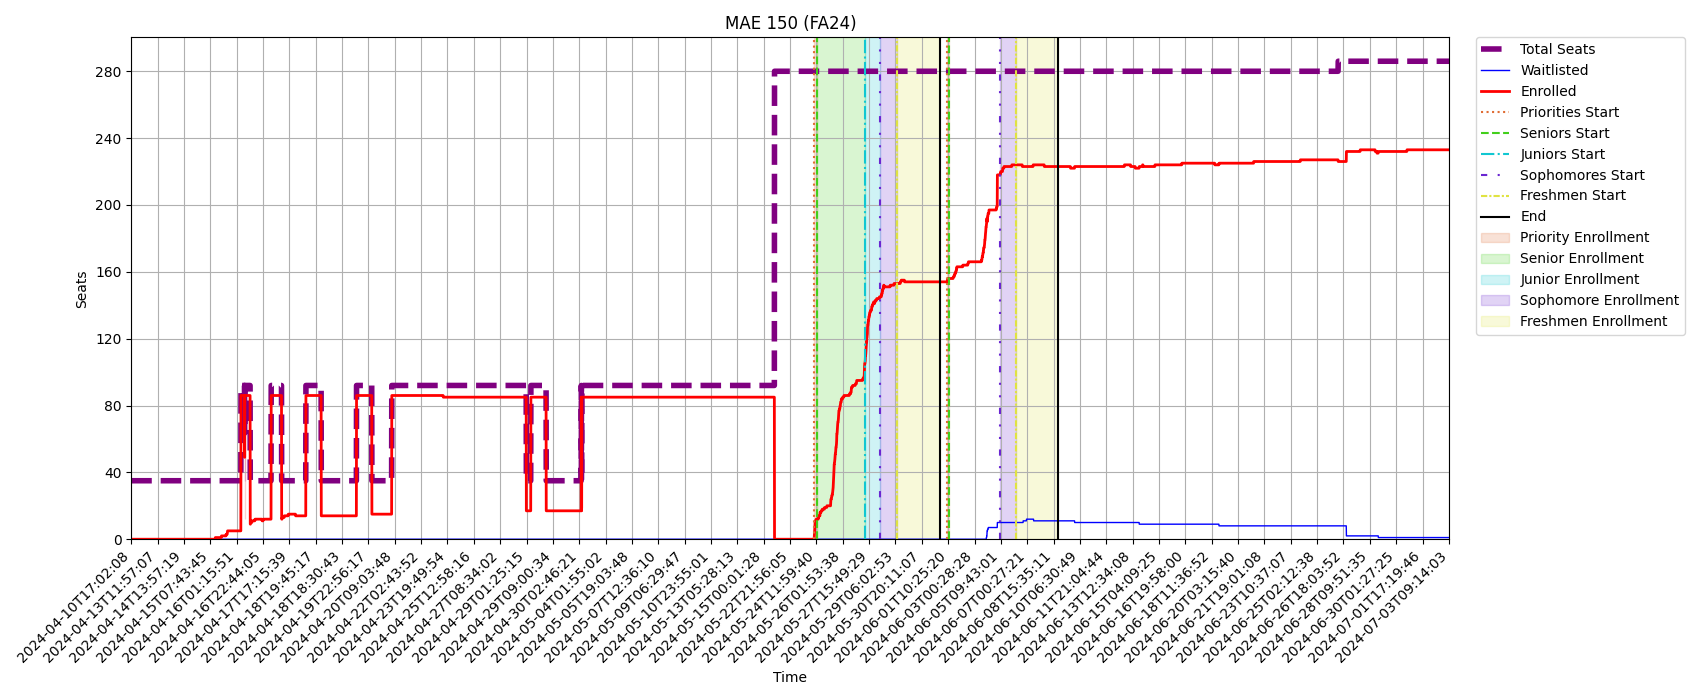 MAE 150 (FA24)
Seats
280
240
200
160
120
80
40
0
2024-04-10T17:02:08
2024-04-13T11:57:07
2024-04-14T13:57:19
2024-04-15T07:43:45
2024-04-16T01:15:51
2024-04-16T22:44:05
2024-04-17T17:15:39
2024-04-18T19:45:17
2024-04-18T18:30:43
2024-04-19T22:56:17
2024-04-20T09:03:48
2024-04-22T02:43:52
2024-04-23T19:49:54
2024-04-25T12:58:16
2024-04-27T08:34:02
2024-04-29T01:25:15
2024-04-29T09:00:34
2024-04-30T02:46:21
2024-05-04T01:55:02
2024-05-05T19:03:48
2024-05-07T12:36:10
2024-05-09T06:29:47
2024-05-10T23:55:01
2024-05-13T05:28:13
2024-05-15T00:01:28
2024-05-22T21:56:05
2024-05-24T11:59:40
2024-05-26T01:53:38
2024-05-27T15:49:29
2024-05-29T06:02:53
2024-05-30T20:11:07
2024-06-01T10:25:20
2024-06-03T00:28:28
2024-06-05T09:43:01
2024-06-07T00:27:21
2024-06-08T15:35:11
2024-06-10T06:30:49
2024-06-11T21:04:44
2024-06-13T12:34:08
2024-06-15T04:09:25
2024-06-16T19:58:00
2024-06-18T11:36:52
2024-06-20T03:15:40
2024-06-21T19:01:08
2024-06-23T10:37:07
2024-06-25T02:12:38
2024-06-26T18:03:52
2024-06-28T09:51:35
2024-06-30T01:27:25
2024-07-01T17:19:46
2024-07-03T09:14:03
Time
Total Seats
Waitlisted
Enrolled
Priorities Start
Seniors Start
Juniors Start
Sophomores Start
Freshmen Start
End
Priority Enrollment
Senior Enrollment
Junior Enrollment
Sophomore Enrollment
Freshmen Enrollment